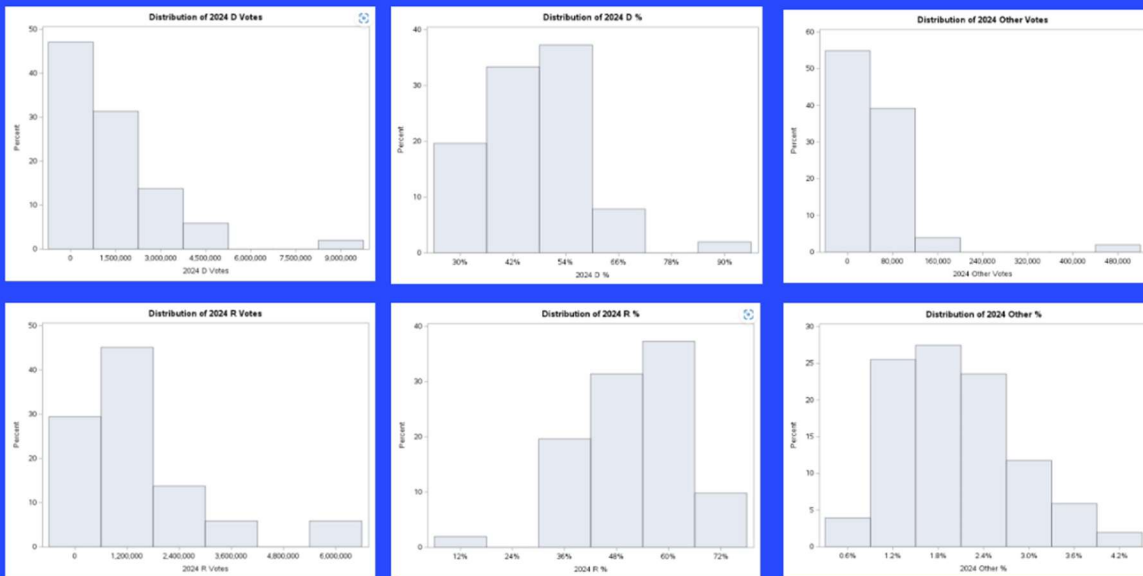 Distribution of 2024 D Votes
50
40
30
20
10
0
Percent
0 1,500,000 3,000,000 4,500,000 6,000,000 7,500,000 9,000,000
2024 D Votes
Distribution of 2024 D %
40
30
20
10
0
Percent
30% 42% 54% 66% 78% 90%
2024 D %
Distribution of 2024 Other Votes
60
50
40
30
20
10
0
Percent
0 80,000 160,000 240,000 320,000 400,000 480,000
2024 Other Votes
Distribution of 2024 R Votes
50
40
30
20
10
0
Percent
0 1,200,000 2,400,000 3,600,000 4,800,000 6,000,000
2024 R Votes
Distribution of 2024 R %
40
30
20
10
0
Percent
12% 24% 36% 48% 60% 72%
2024 R %
Distribution of 2024 Other %
30
25
20
15
10
5
0
Percent
0.6% 1.2% 1.8% 2.4% 3.0% 3.6% 4.2%
2024 Other %